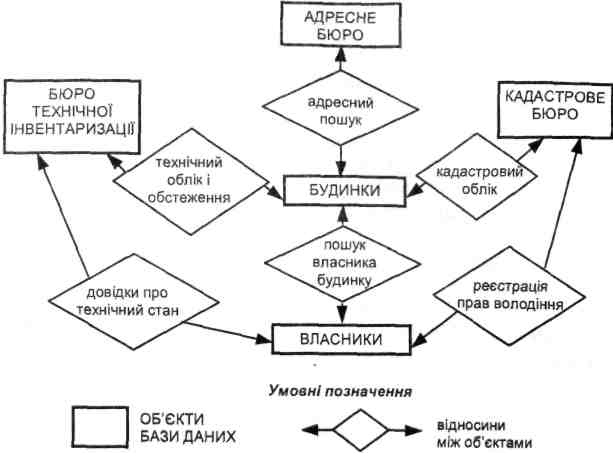 АДРЕСНЕ
БЮРО
БЮРО
ТЕХНІЧНОЇ
ІНВЕНТАРИЗАЦІЇ
адресний
пошук
КАДАСТРОВЕ
БЮРО
технічний
облік і
обстеження
БУДИНКИ
кадастровий
облік
пошук
власника
будинку
довідки про
технічний стан
реєстрація
прав володіння
ВЛАСНИКИ
Умовні позначення
ОБ'ЄКТИ
БАЗИ ДАНИХ
відносини
між об'єктами